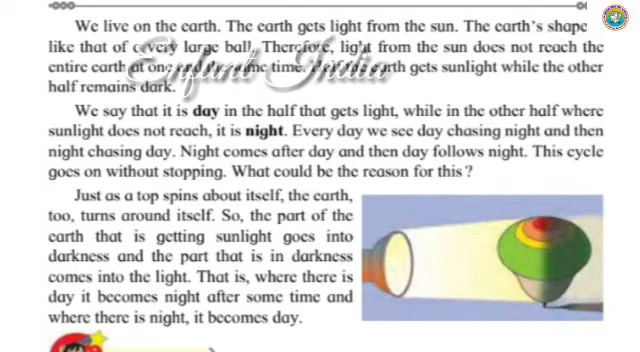 We live on the earth. The earth gets light from the sun. The earth's shape
like that of a very large ball. Therefore, light from the sun does not reach the
entire earth at one and the same time. Half the earth gets sunlight while the other
half remains dark.
Enfant India
We say that it is day in the half that gets light, while in the other half where
sunlight does not reach, it is night. Every day we see day chasing night and then
night chasing day. Night comes after day and then day follows night. This cycle
goes on without stopping. What could be the reason for this ?
Just as a top spins about itself, the earth,
too, turns around itself. So, the part of the
earth that is getting sunlight goes into
darkness and the part that is in darkness
comes into the light. That is, where there is
day it becomes night after some time and
where there is night, it becomes day.